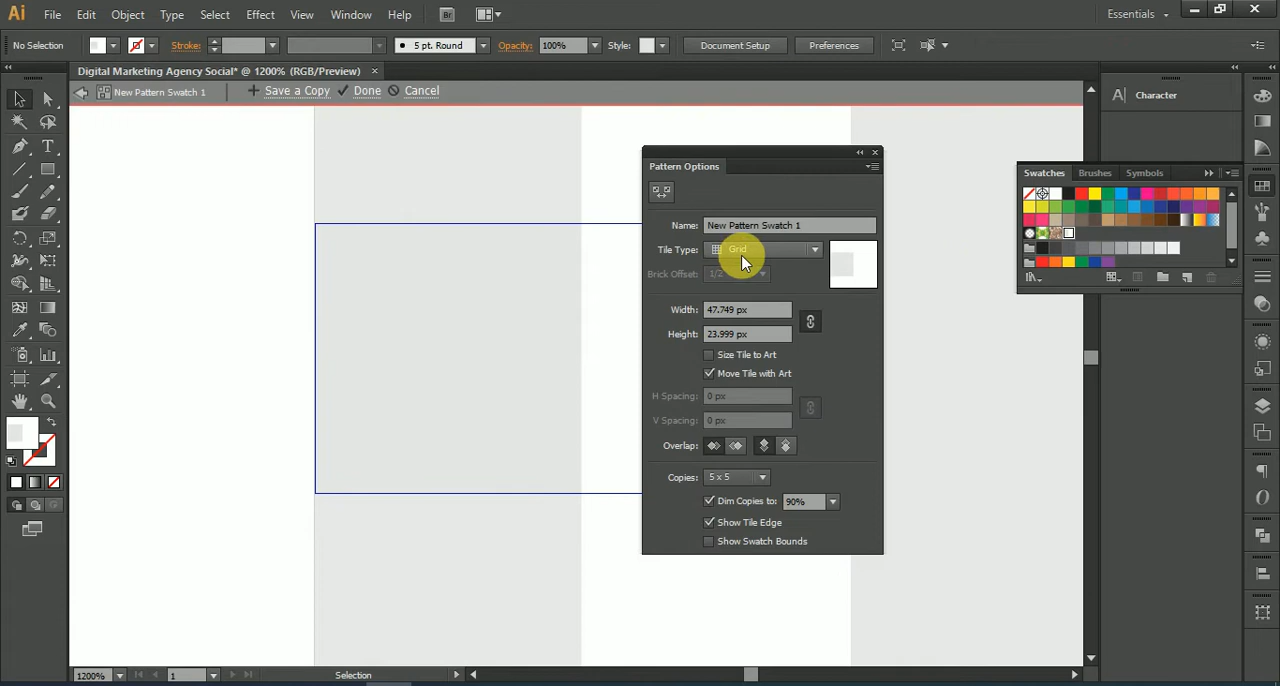 Ai File Edit Object Type Select Effect View Window Help Br Essentials
No Selection Stroke: 5 pt. Round Opacity: 100% Style: Document Setup Preferences
Digital Marketing Agency Social* @ 1200% (RGB/Preview) ×
New Pattern Swatch 1 + Save a Copy Done Cancel
A Character
Pattern Options
Swatches Brushes Symbols
Name: New Pattern Swatch 1
Tile Type: Grid
Brick Offset: 1/2
Width: 47.749 px
Height: 23.999 px
Size Tile to Art
Move Tile with Art
H Spacing: 0 px
V Spacing: 0 px
Overlap:
Copies: 5 x 5
Dim Copies to: 90%
Show Tile Edge
Show Swatch Bounds
1200% 1 Selection